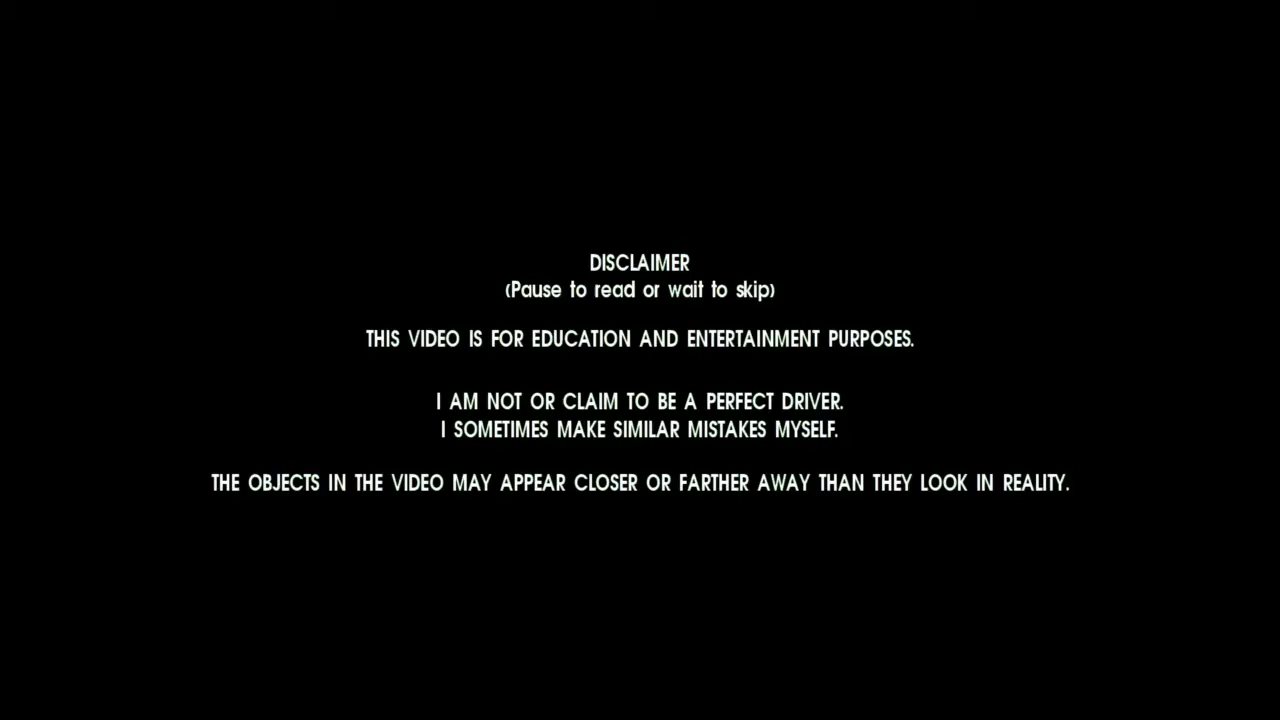 DISCLAIMER
(Pause to read or wait to skip)
THIS VIDEO IS FOR EDUCATION AND ENTERTAINMENT PURPOSES.
I AM NOT OR CLAIM TO BE A PERFECT DRIVER.
I SOMETIMES MAKE SIMILAR MISTAKES MYSELF.
THE OBJECTS IN THE VIDEO MAY APPEAR CLOSER OR FARTHER AWAY THAN THEY LOOK IN REALITY.